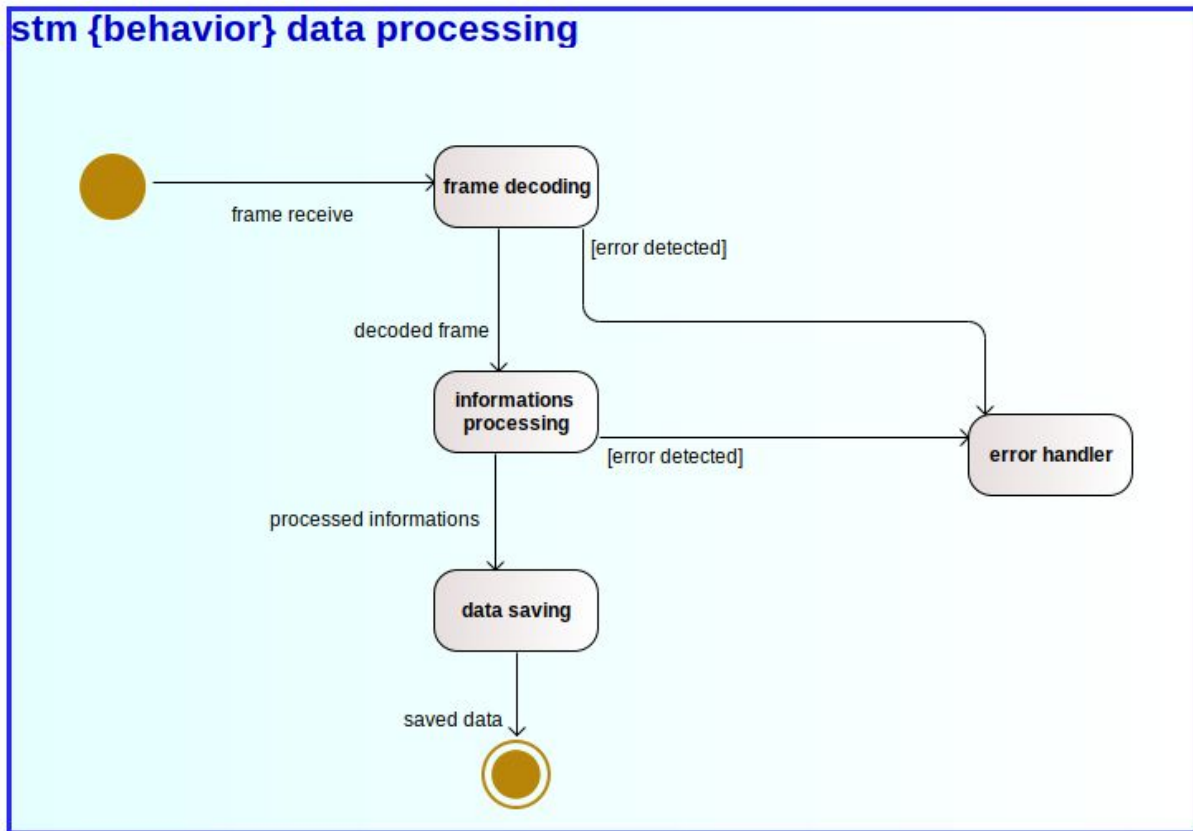 stm {behavior} data processing
frame decoding
frame receive
[error detected]
decoded frame
informations
processing
[error detected]
error handler
processed informations
data saving
saved data